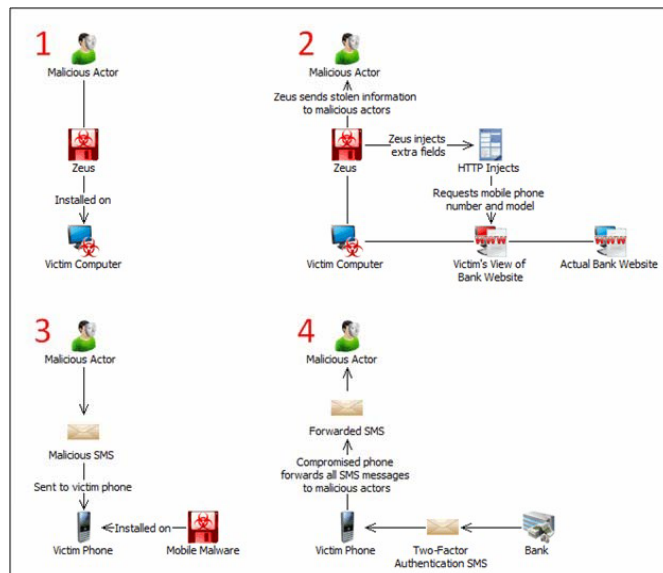 1
Malicious Actor
Zeus
Installed on
Victim Computer
2
Malicious Actor
Zeus sends stolen information
to malicious actors
Zeus
Zeus injects
extra fields
HTTP Injects
Requests mobile phone
number and model
Victim Computer
WWW
Victim's View of
Bank Website
WWW
Actual Bank Website
3
Malicious Actor
Malicious SMS
Sent to victim phone
Victim Phone
Installed on
Mobile Malware
4
Malicious Actor
Forwarded SMS
Compromised phone
forwards all SMS messages
to malicious actors
Victim Phone
Two-Factor
Authentication SMS
Bank